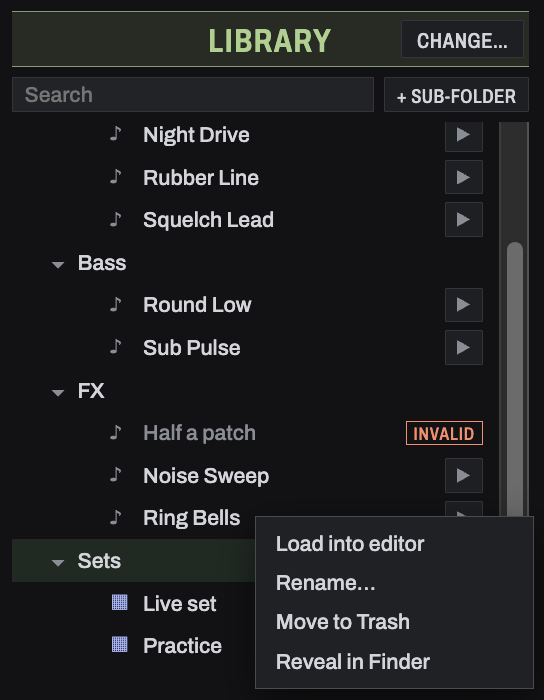 LIBRARY
CHANGE...
Search
+ SUB-FOLDER
Night Drive
Rubber Line
Squelch Lead
Bass
Round Low
Sub Pulse
FX
Half a patch
INVALID
Noise Sweep
Ring Bells
Sets
Live set
Practice
Load into editor
Rename...
Move to Trash
Reveal in Finder